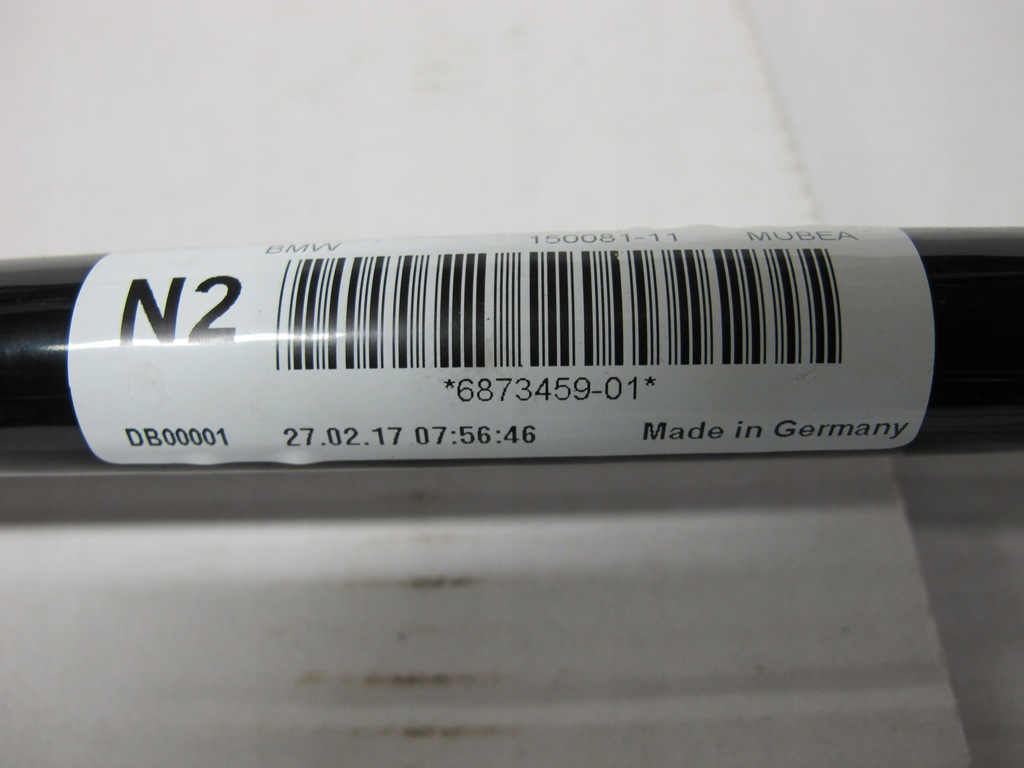 BMW 150081-11 MUBEA
N2
*6873459-01*
DB00001 27.02.17 07:56:46 Made in Germany